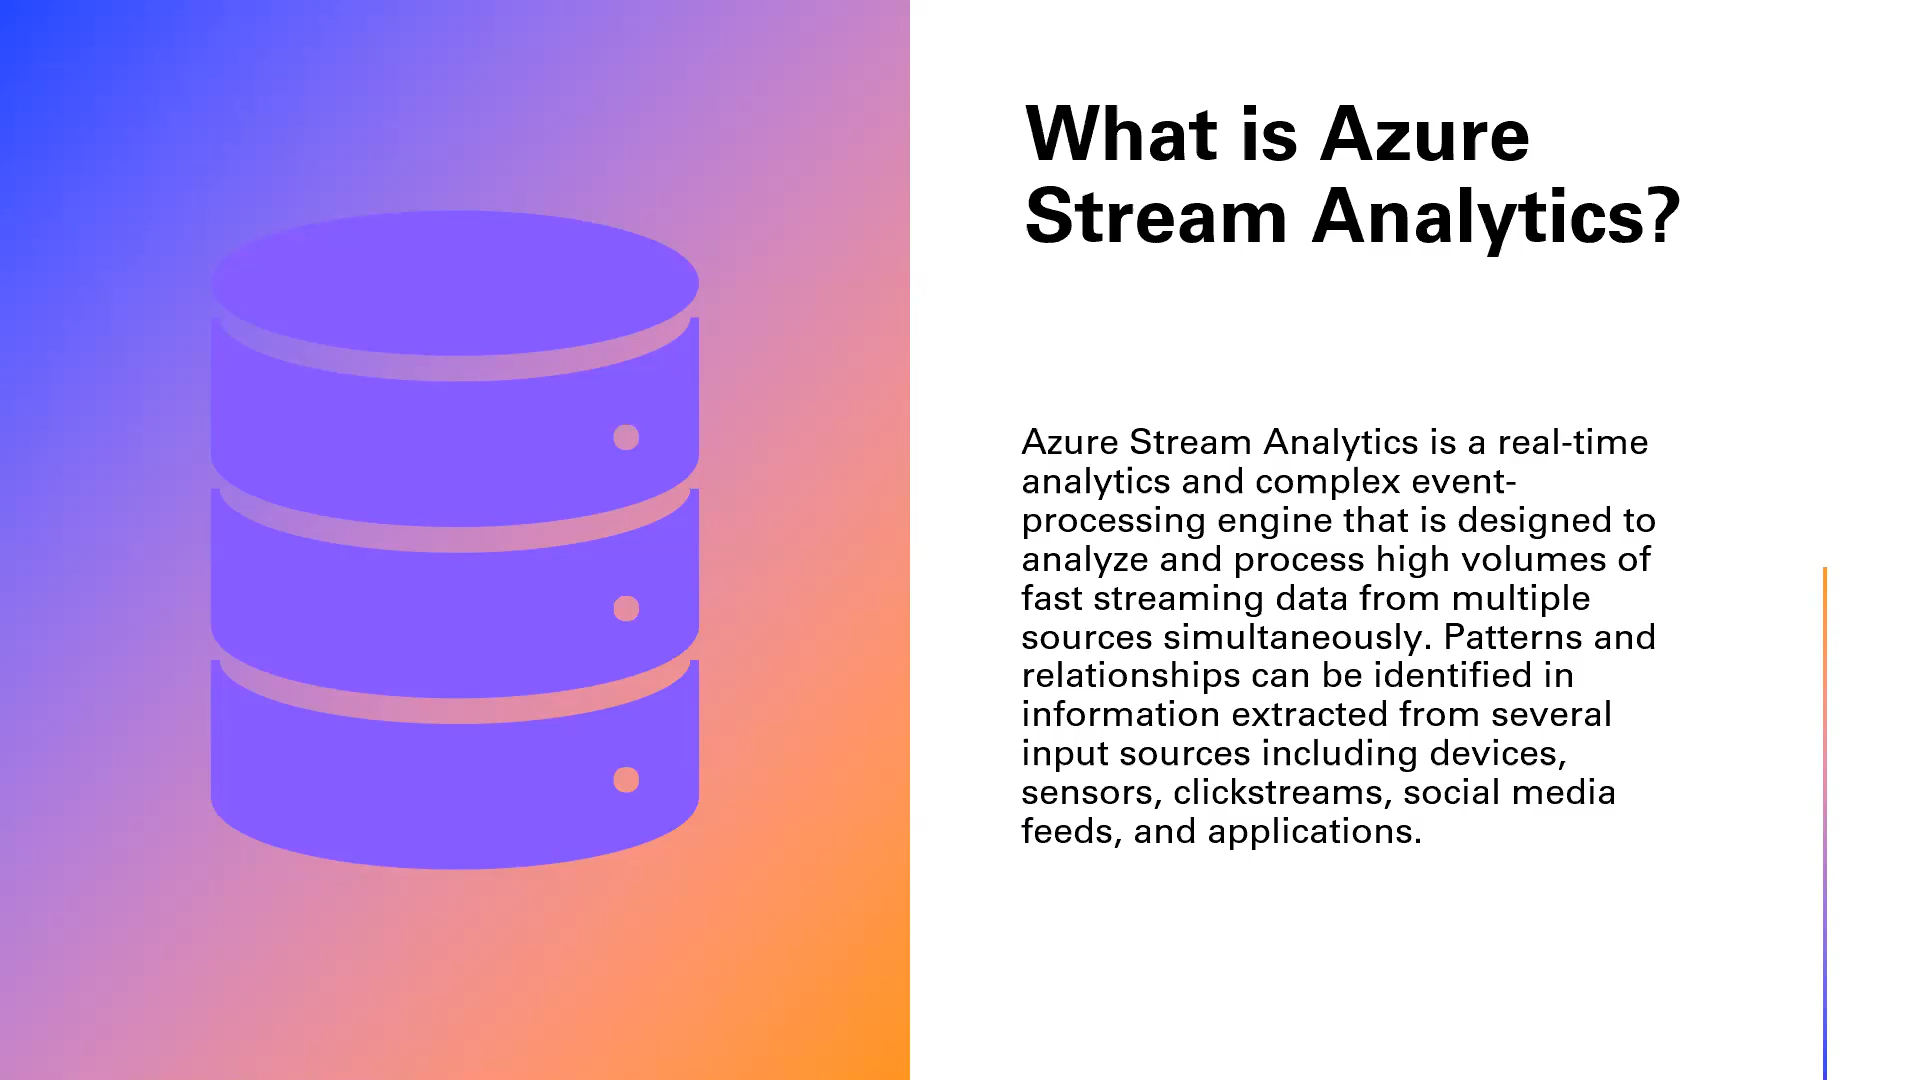 What is Azure
Stream Analytics?
Azure Stream Analytics is a real-time
analytics and complex event-
processing engine that is designed to
analyze and process high volumes of
fast streaming data from multiple
sources simultaneously. Patterns and
relationships can be identified in
information extracted from several
input sources including devices,
sensors, clickstreams, social media
feeds, and applications.